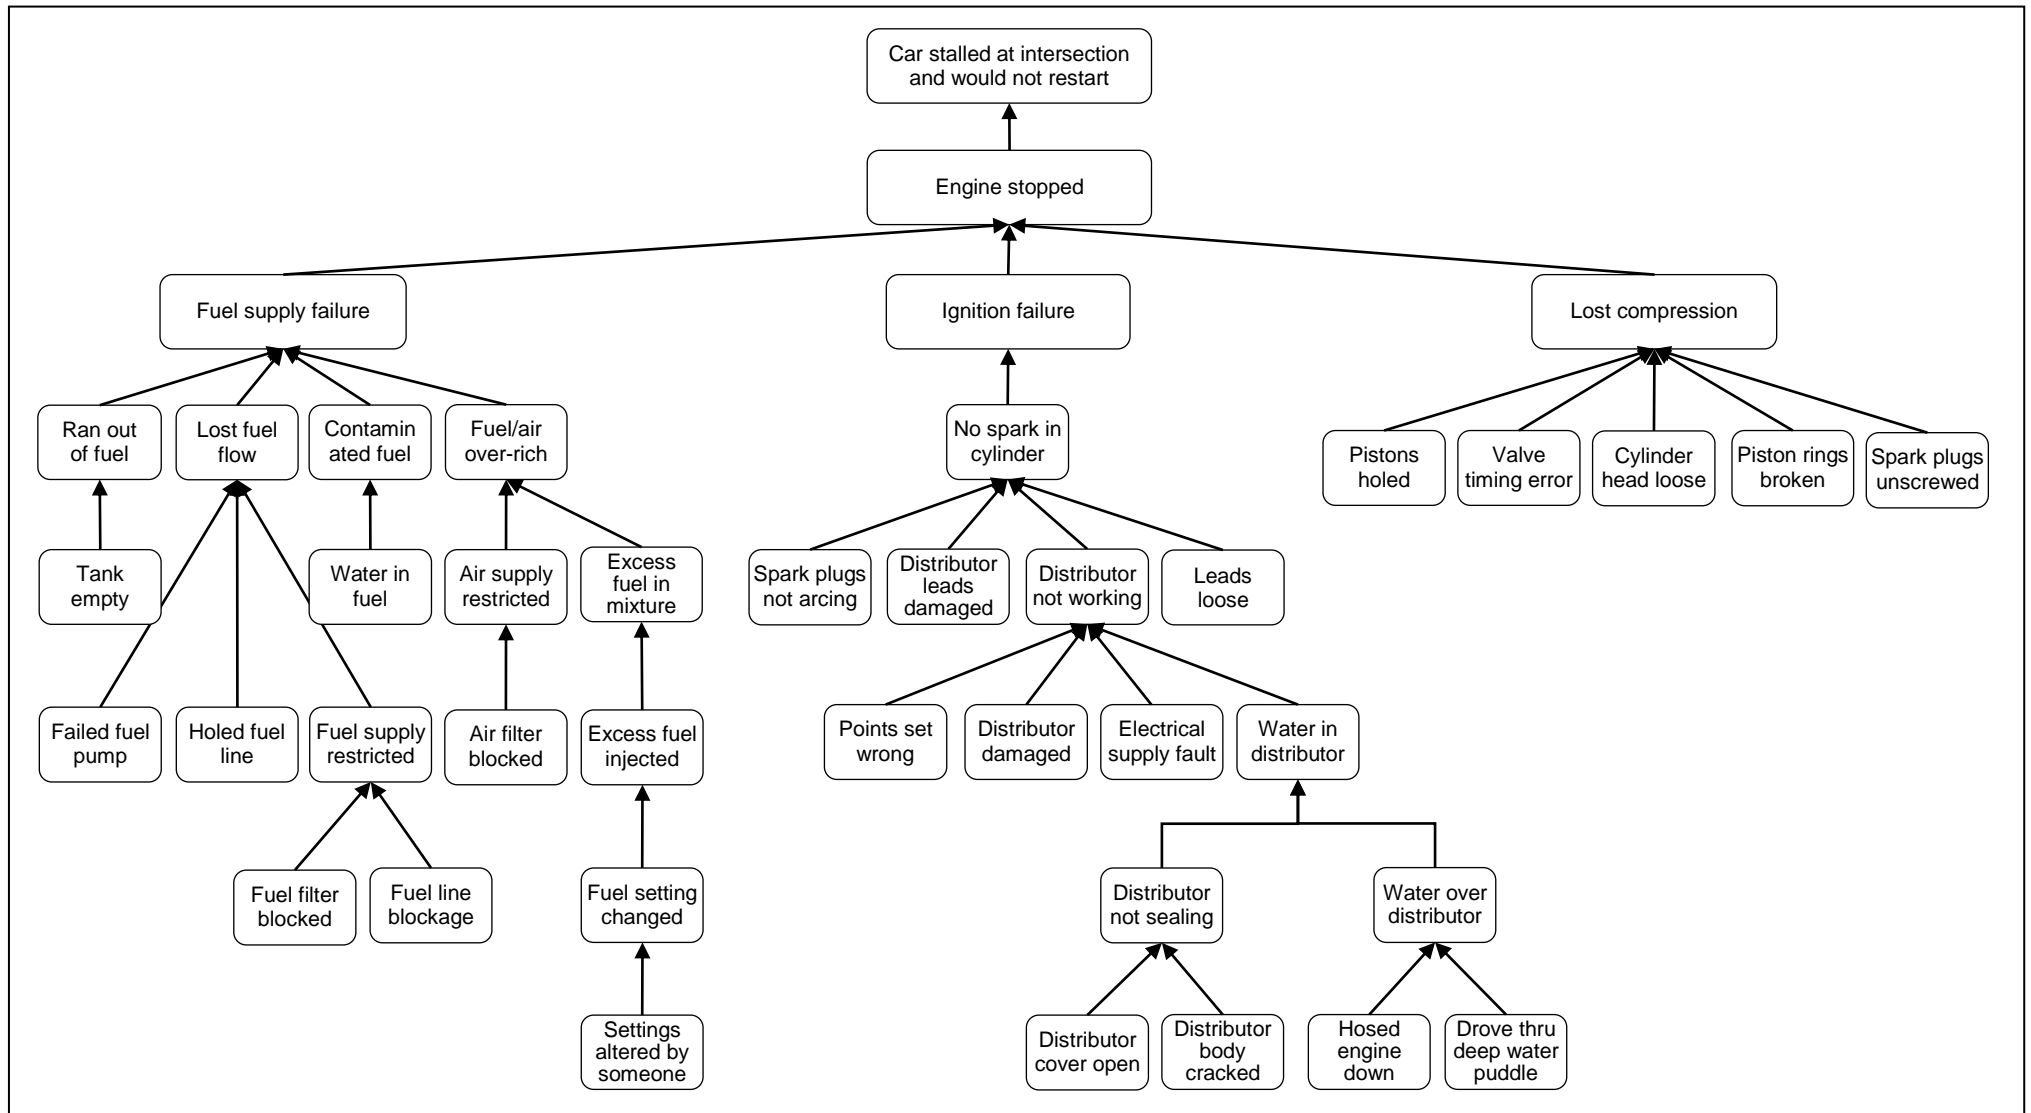 Car stalled at intersection
and would not restart
Engine stopped
Fuel supply failure
Ignition failure
Lost compression
Ran out
of fuel
Lost fuel
flow
Contamin
ated fuel
Fuel/air
over-rich
No spark in
cylinder
Pistons
holed
Valve
timing error
Cylinder
head loose
Piston rings
broken
Spark plugs
unscrewed
Tank
empty
Water in
fuel
Air supply
restricted
Excess
fuel in
mixture
Spark plugs
not arcing
Distributor
leads
damaged
Distributor
not working
Leads
loose
Failed fuel
pump
Holed fuel
line
Fuel supply
restricted
Air filter
blocked
Excess fuel
injected
Points set
wrong
Distributor
damaged
Electrical
supply fault
Water in
distributor
Fuel filter
blocked
Fuel line
blockage
Fuel setting
changed
Distributor
not sealing
Water over
distributor
Settings
altered by
someone
Distributor
cover open
Distributor
body
cracked
Hosed
engine
down
Drove thru
deep water
puddle